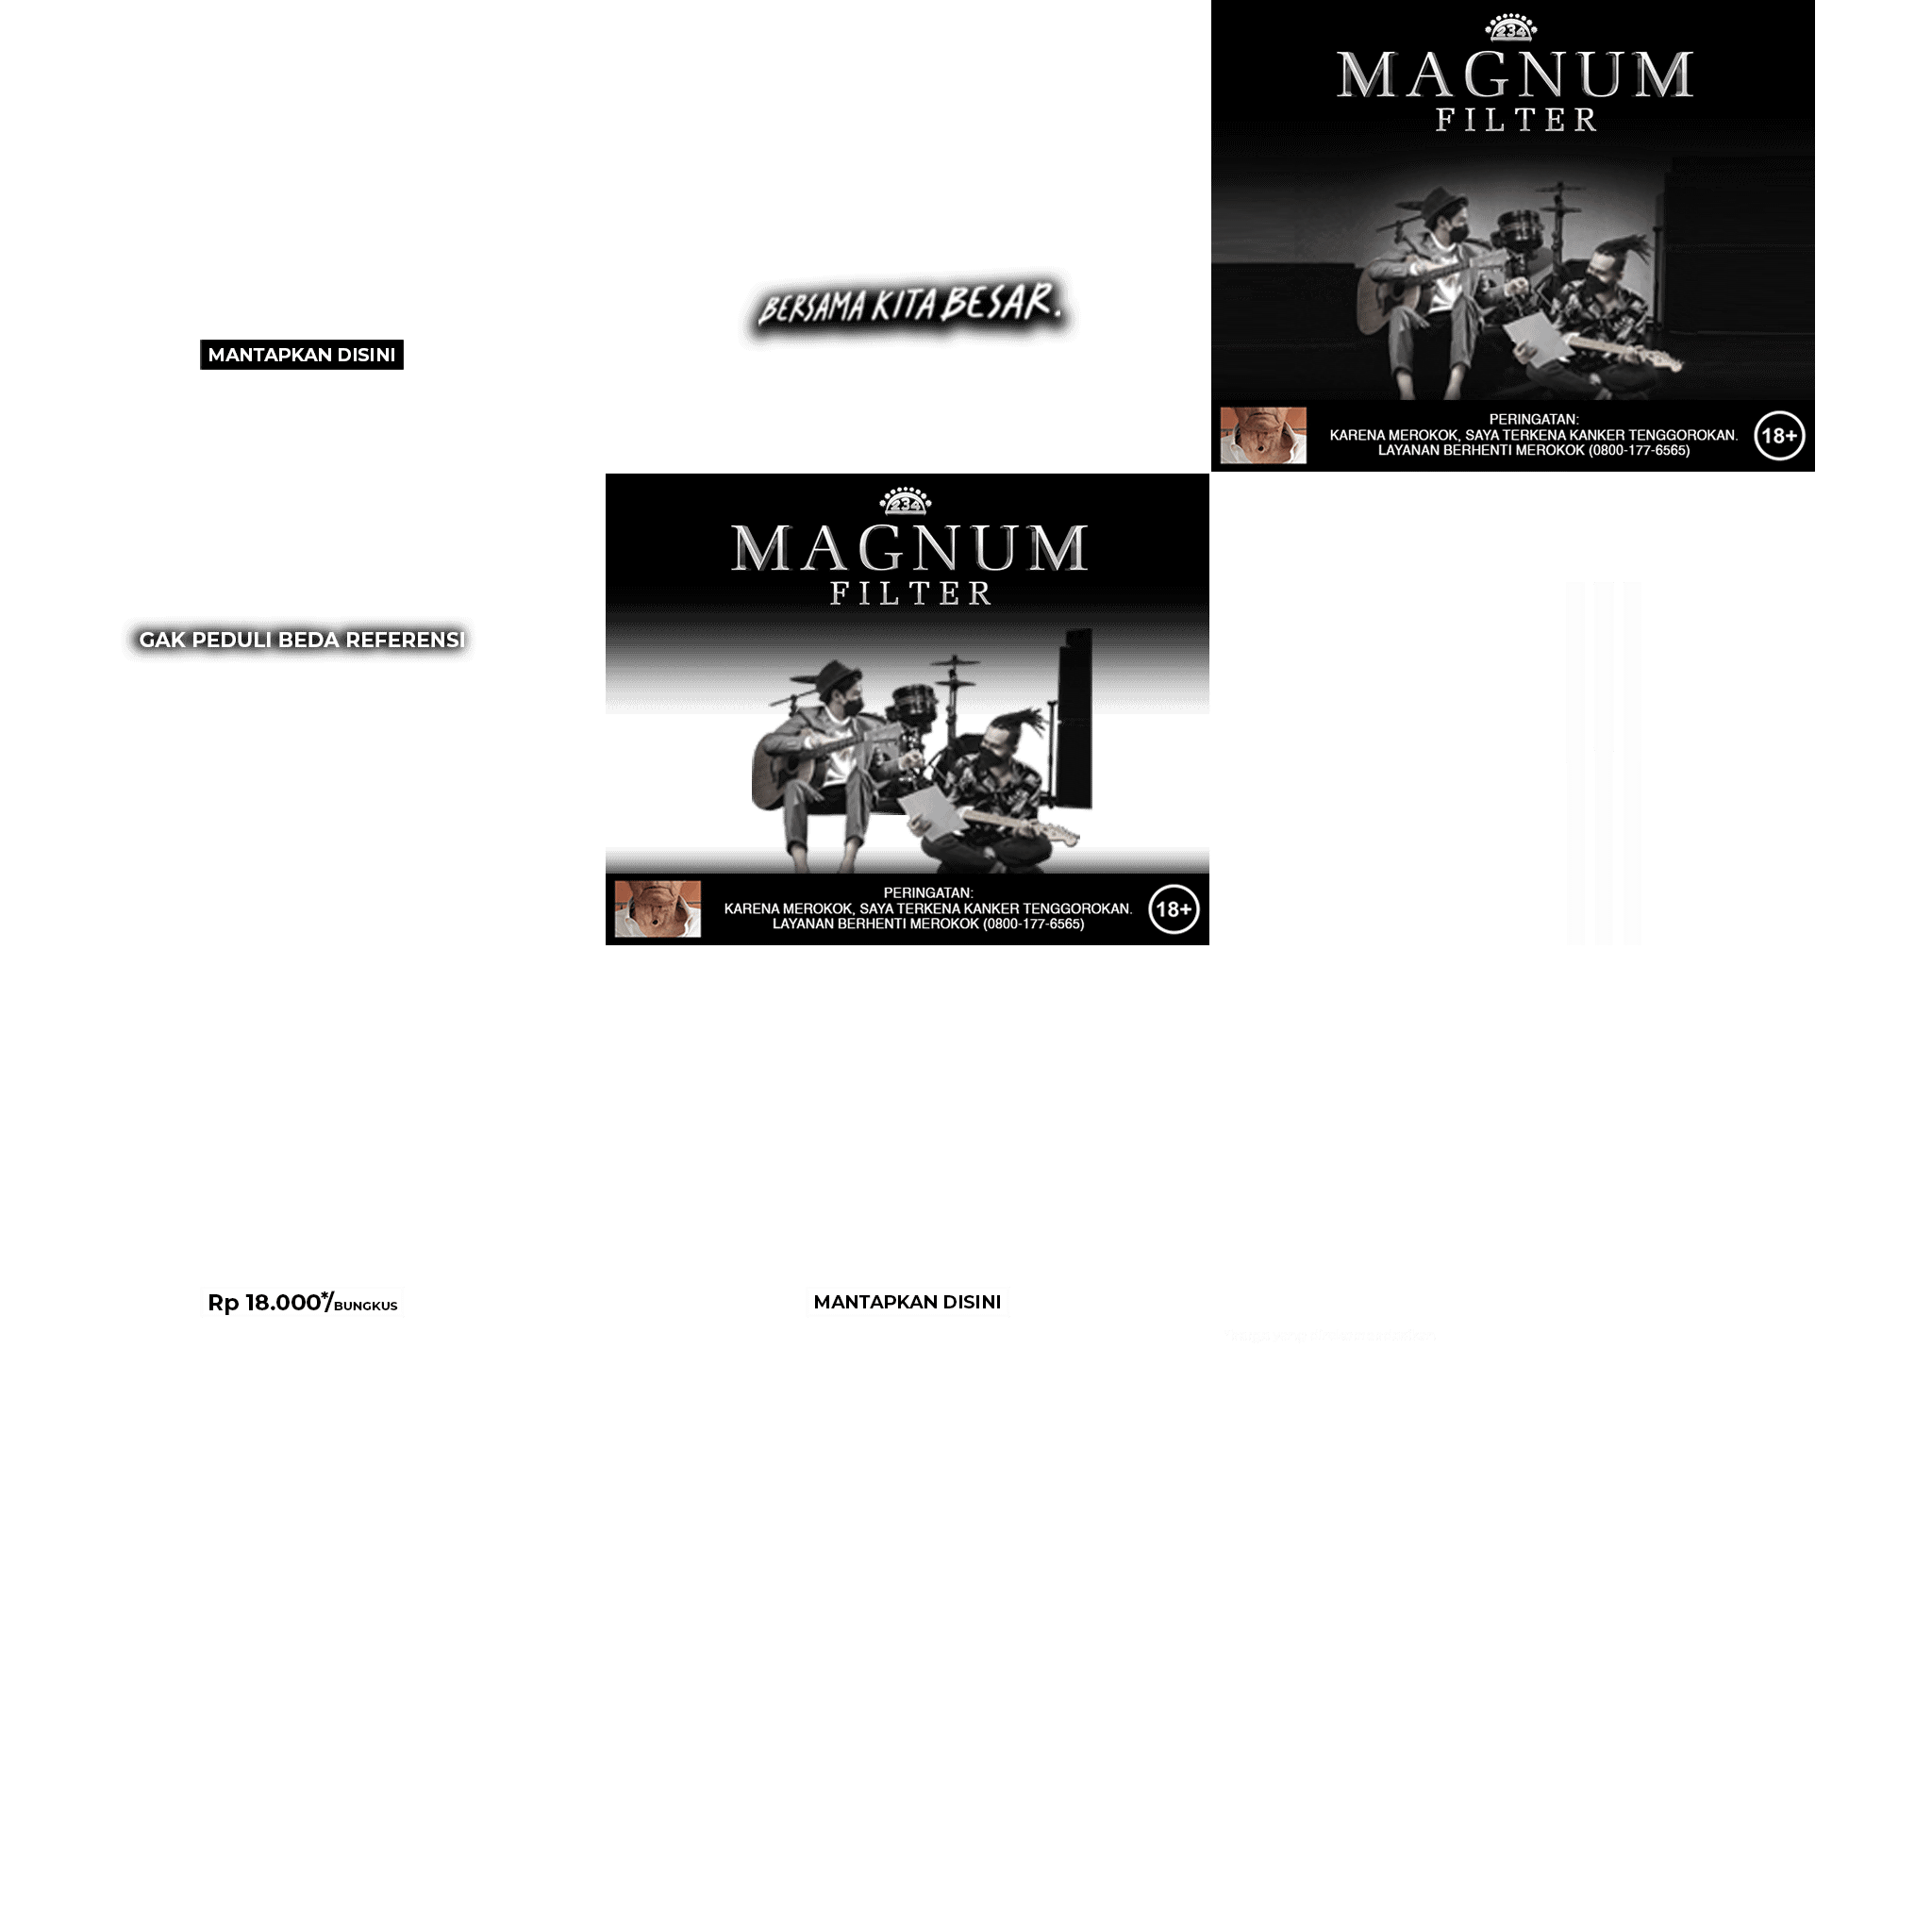 234
MAGNUM
FILTER
BERSAMA KITA BESAR.
MANTAPKAN DISINI
PERINGATAN:
KARENA MEROKOK, SAYA TERKENA KANKER TENGGOROKAN.
LAYANAN BERHENTI MEROKOK (0800-177-6565)
18+
234
MAGNUM
FILTER
GAK PEDULI BEDA REFERENSI
PERINGATAN:
KARENA MEROKOK, SAYA TERKENA KANKER TENGGOROKAN.
LAYANAN BERHENTI MEROKOK (0800-177-6565)
18+
Rp 18.000*/BUNGKUS
MANTAPKAN DISINI